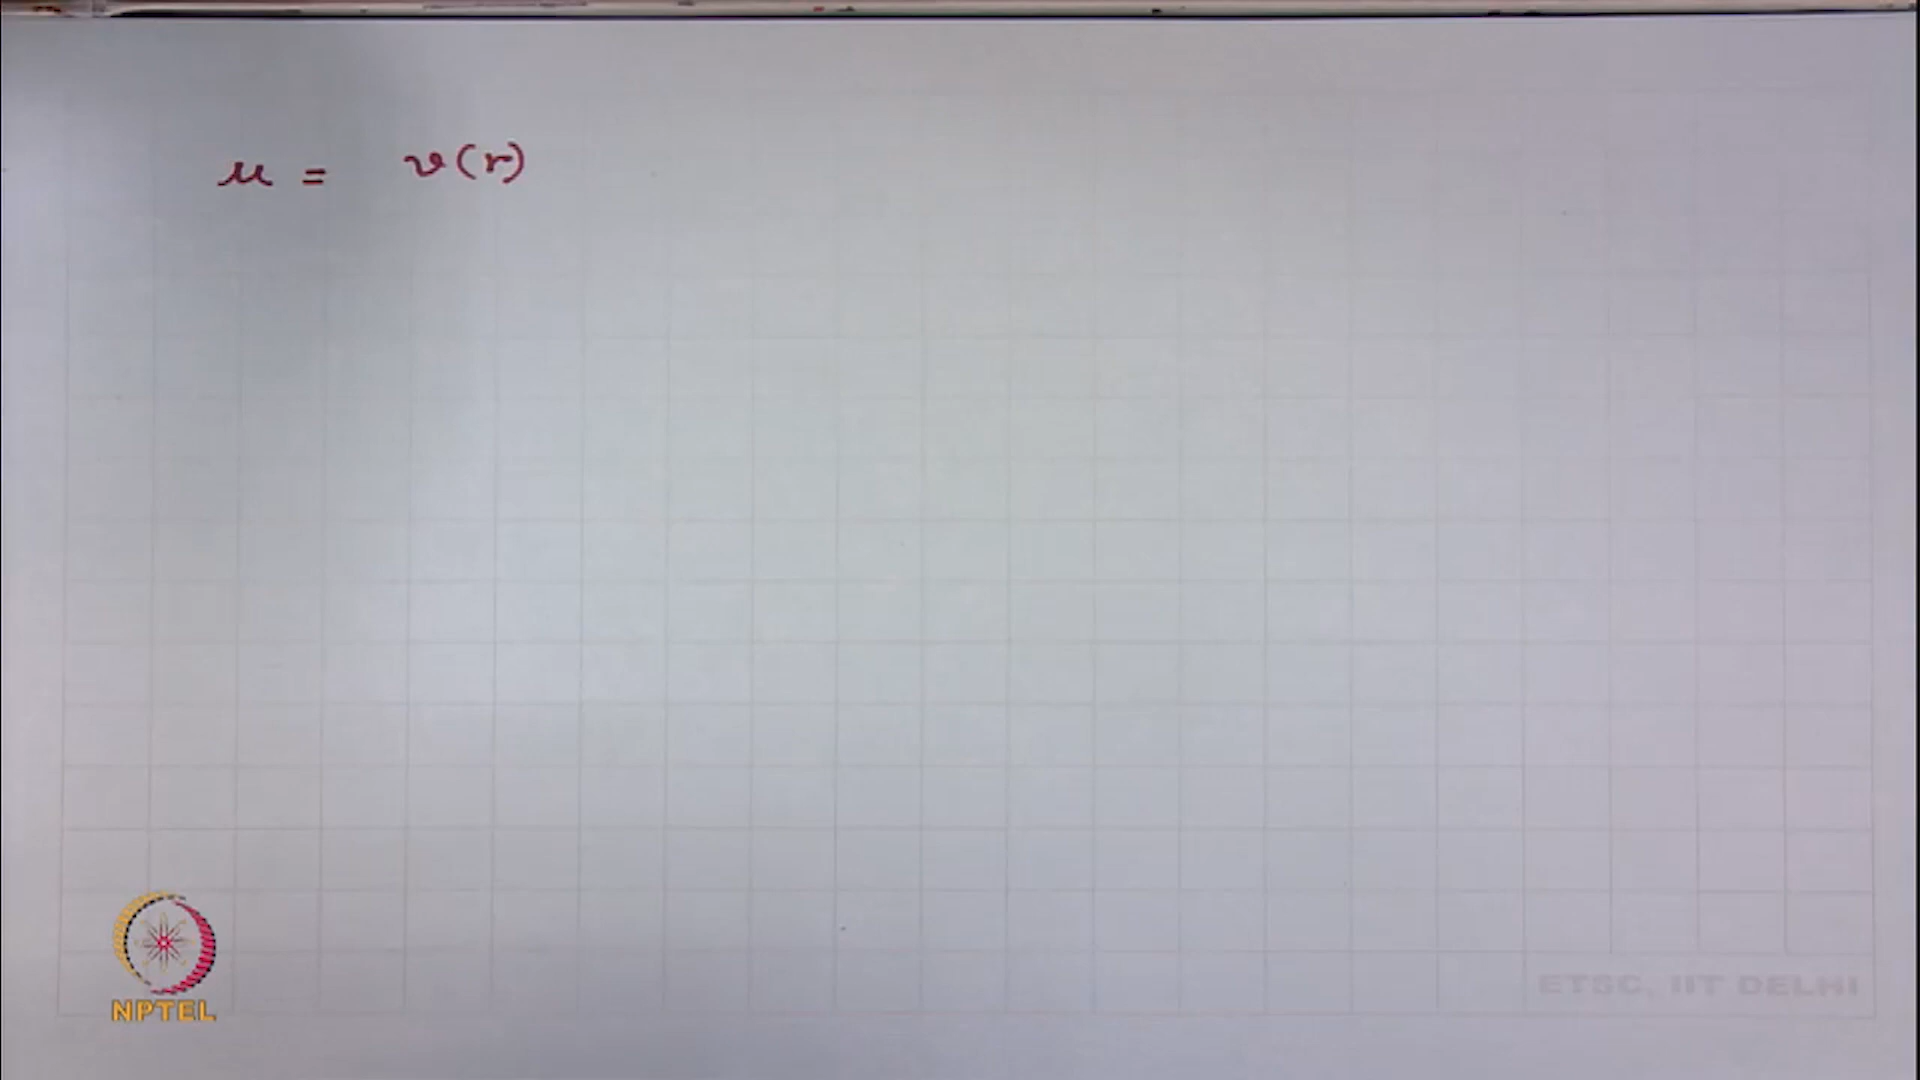 u = v(r)
NPTEL
ETSC, IIT DELHI